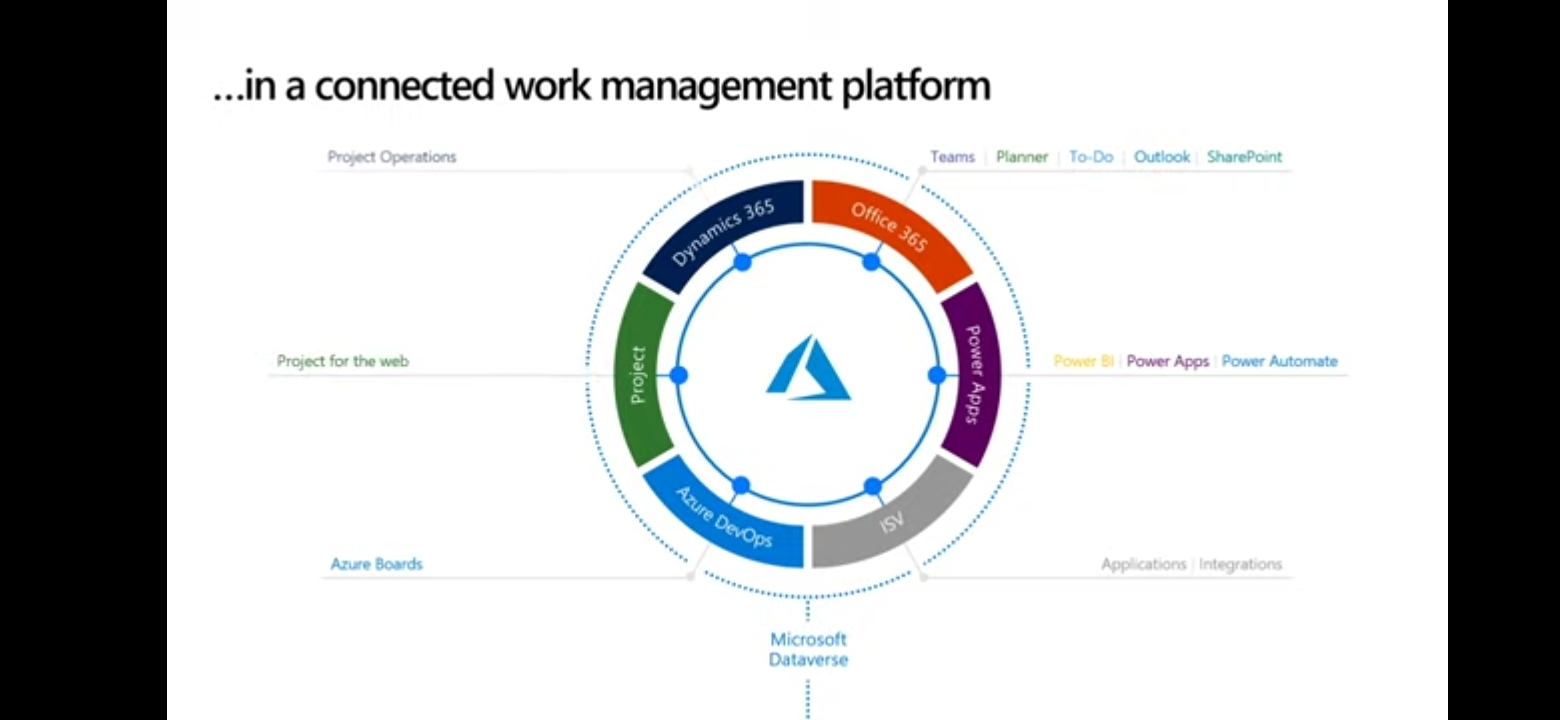 ...in a connected work management platform
Project Operations
Teams | Planner | To-Do | Outlook | SharePoint
Dynamics 365
Office 365
Project for the web
Project
Power Apps
Power BI | Power Apps | Power Automate
Azure DevOps
ISV
Azure Boards
Applications | Integrations
Microsoft
Dataverse